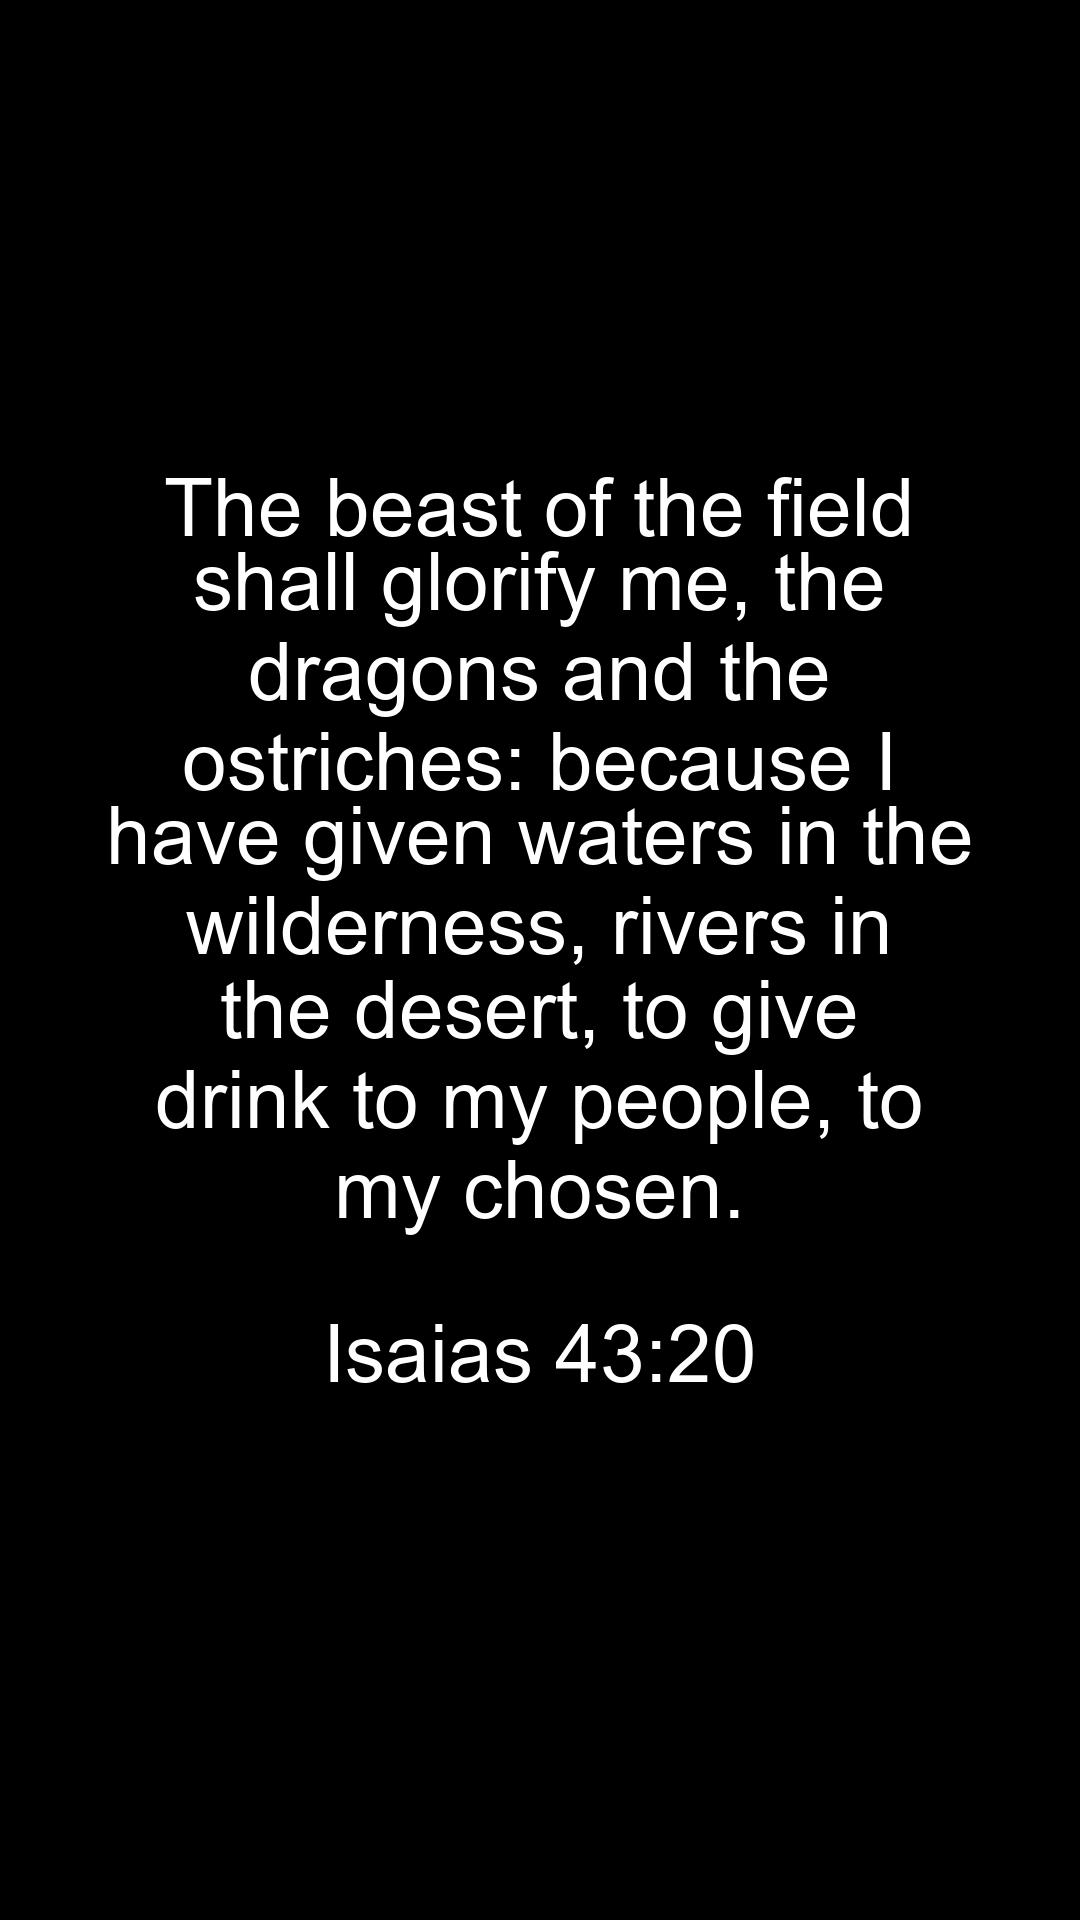 The beast of the field
shall glorify me, the
dragons and the
ostriches: because I
have given waters in the
wilderness, rivers in
the desert, to give
drink to my people, to
my chosen.
Isaias 43:20